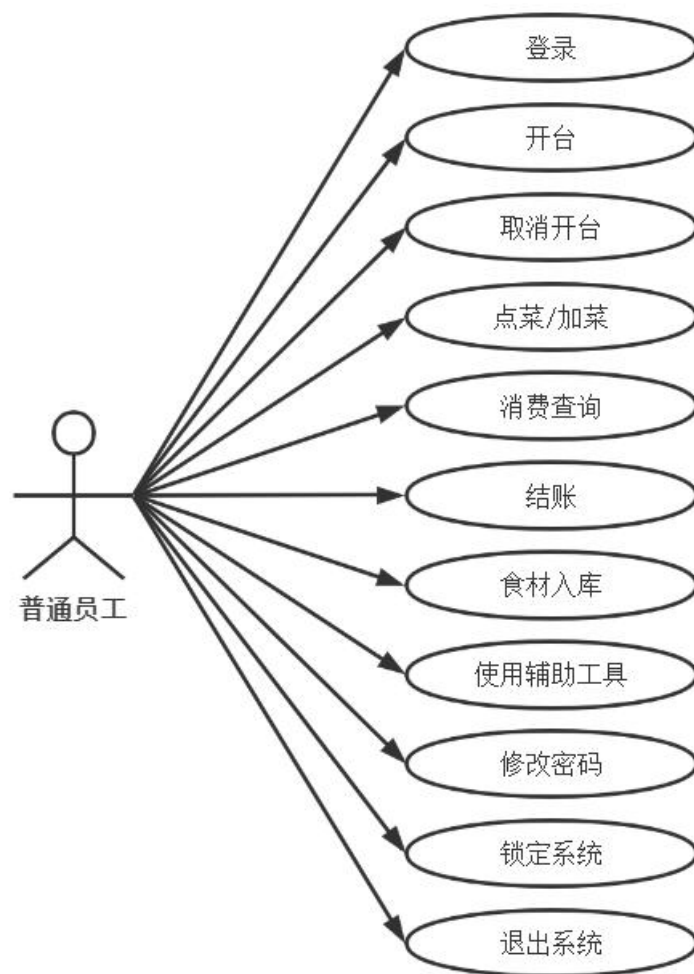 登录
开台
取消开台
点菜/加菜
消费查询
结账
食材入库
普通员工
使用辅助工具
修改密码
锁定系统
退出系统